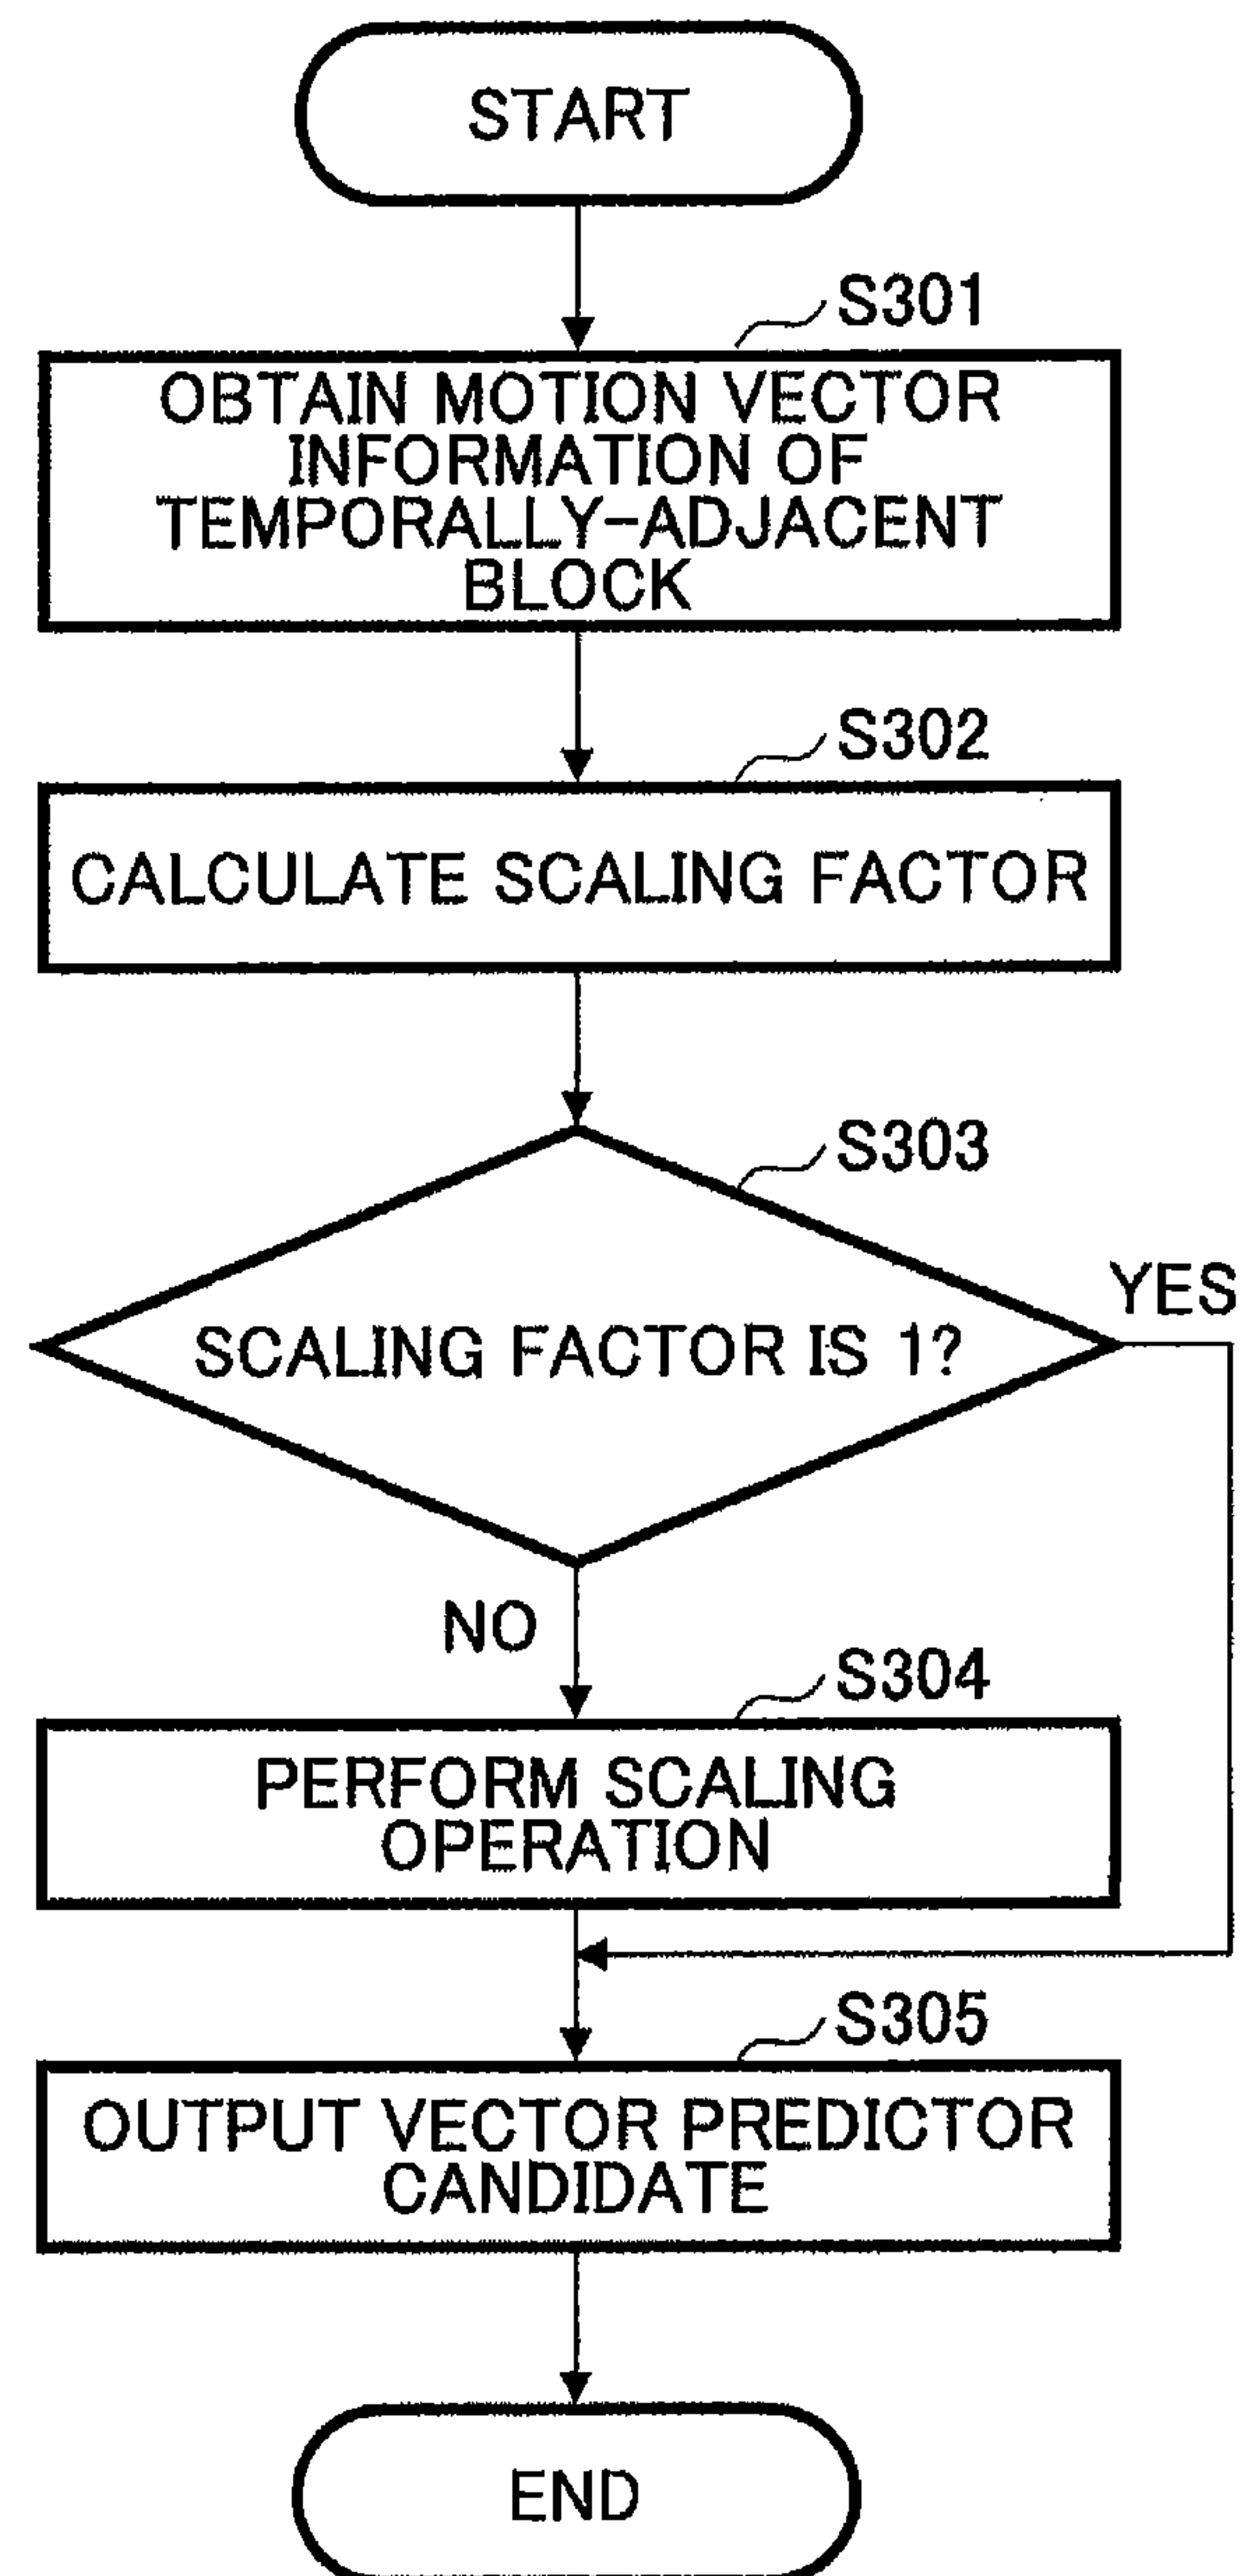 START
S301
OBTAIN MOTION VECTOR
INFORMATION OF
TEMPORALLY-ADJACENT
BLOCK
S302
CALCULATE SCALING FACTOR
S303
SCALING FACTOR IS 1?
YES
NO
S304
PERFORM SCALING
OPERATION
S305
OUTPUT VECTOR PREDICTOR
CANDIDATE
END